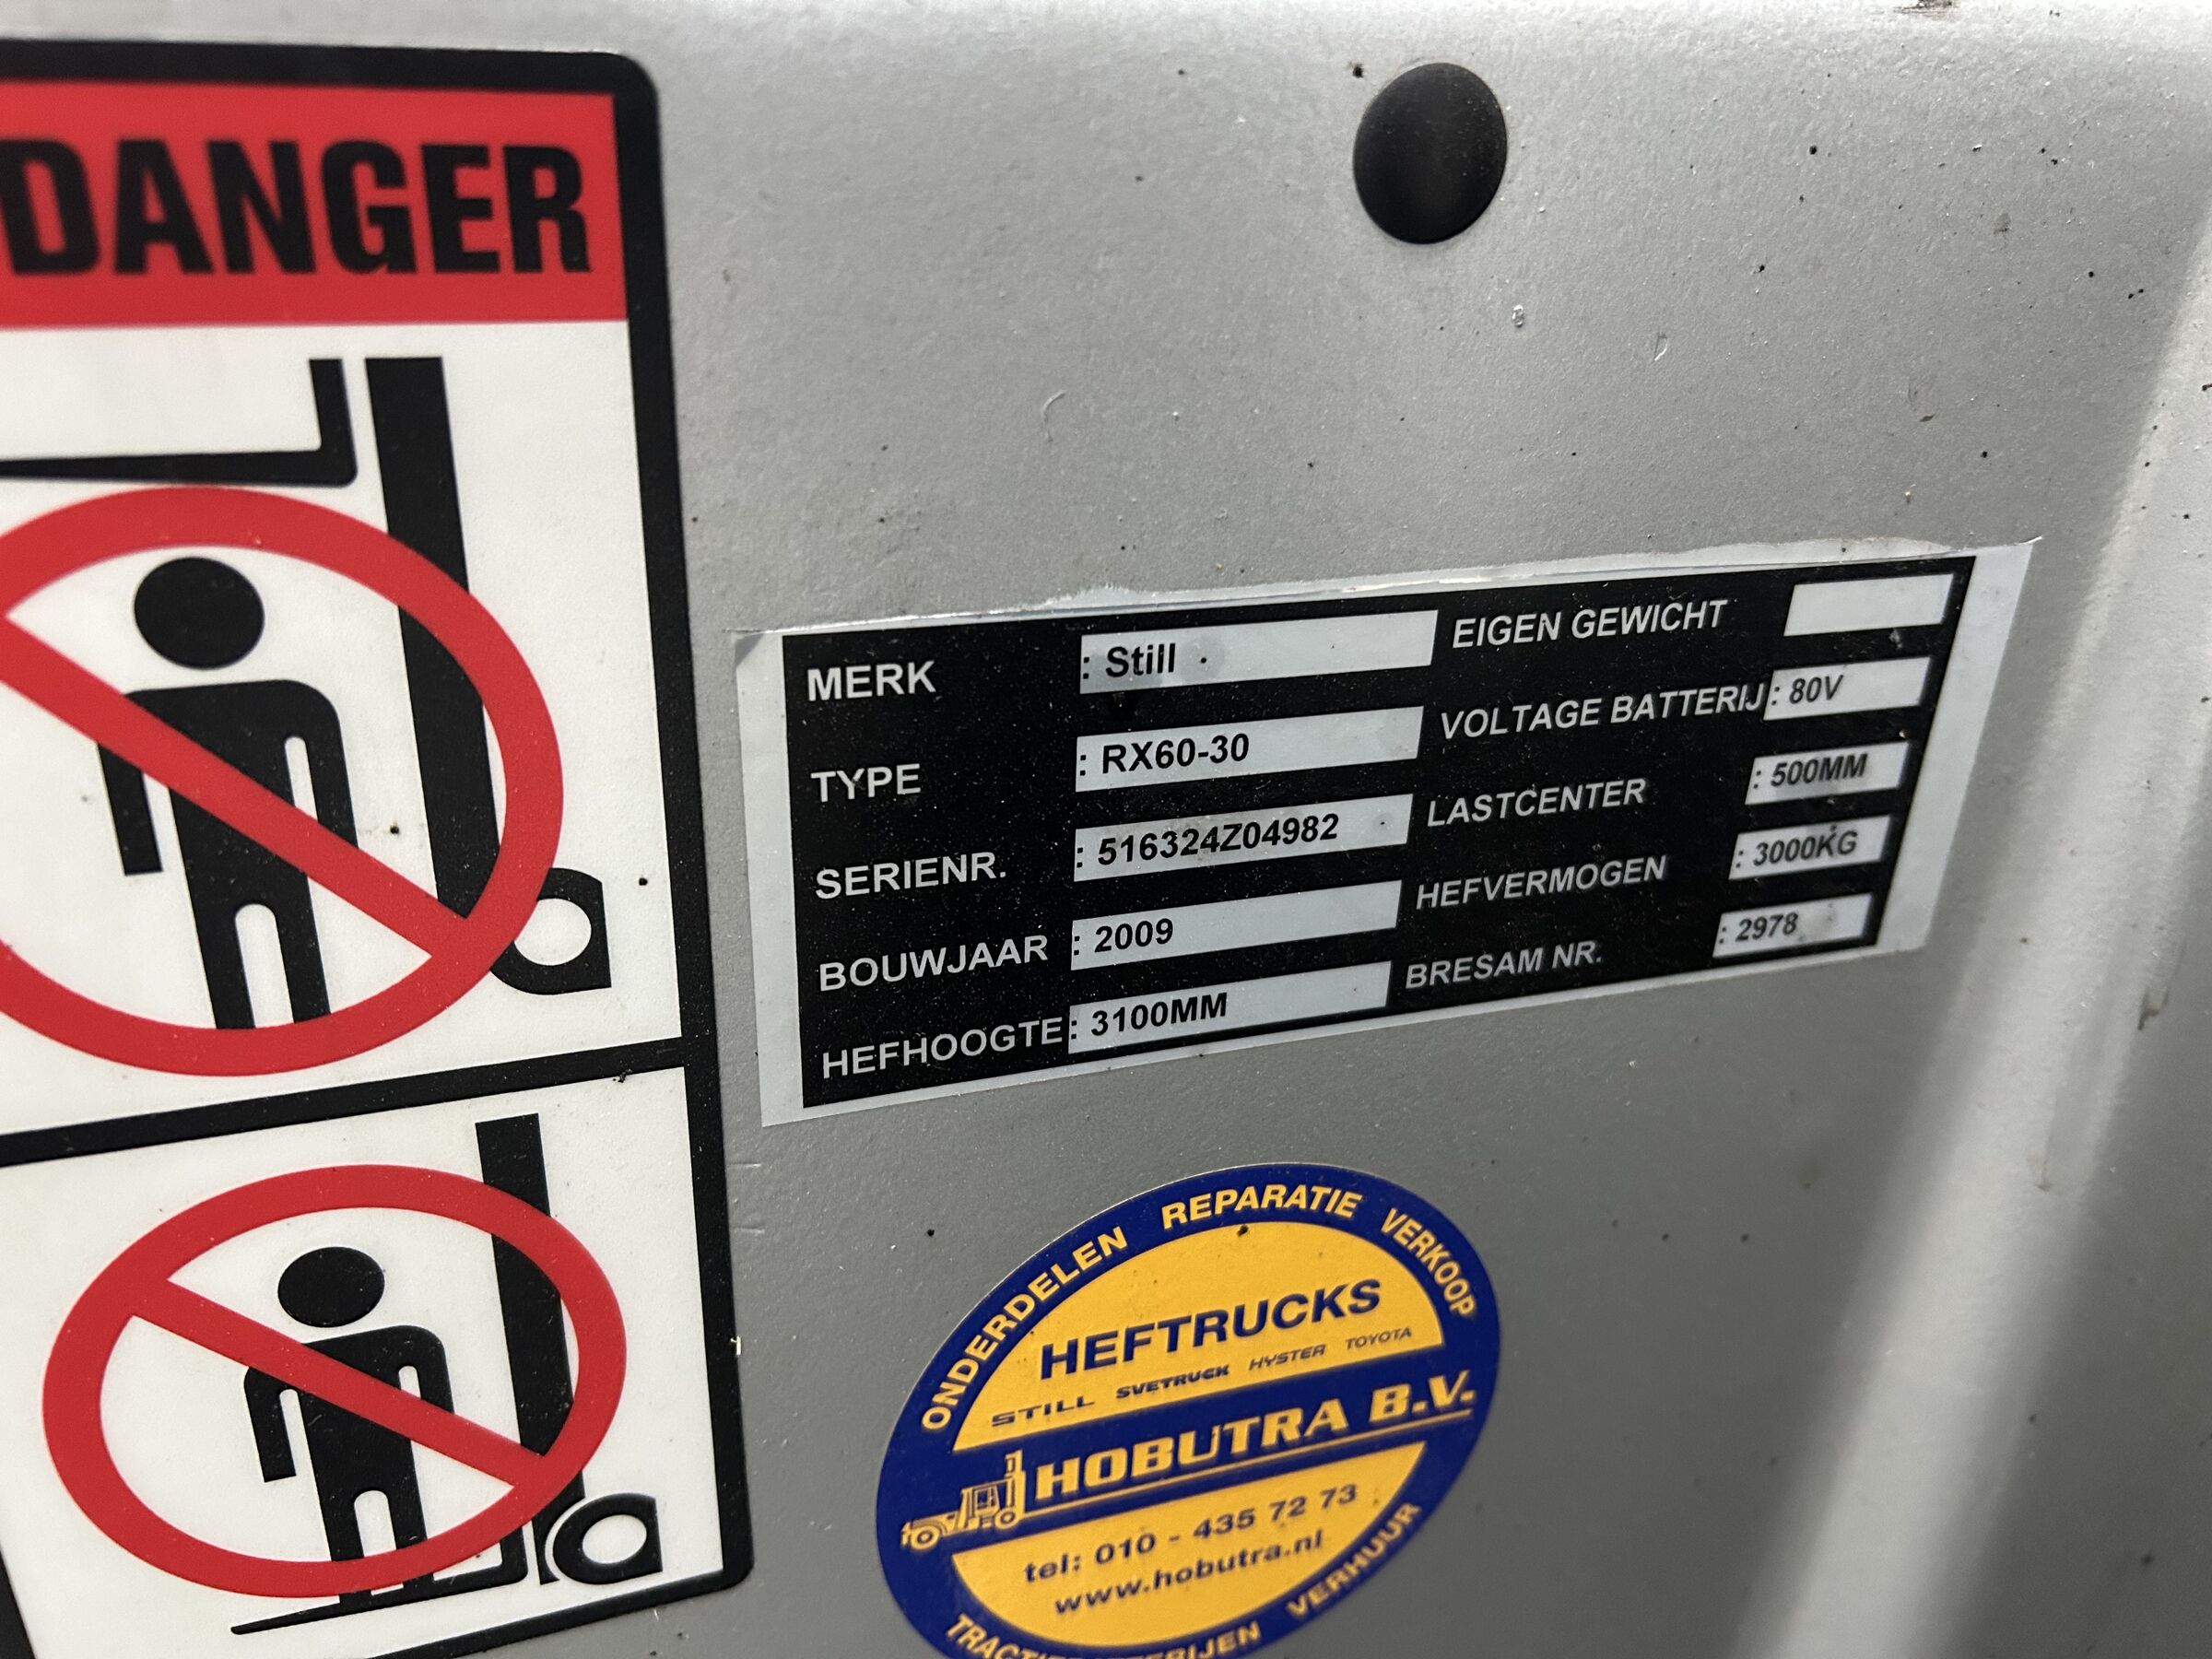 DANGER
MERK : Still
TYPE : RX60-30
SERIENR. : 516324Z04982
BOUWJAAR : 2009
HEFHOOGTE : 3100MM
EIGEN GEWICHT
VOLTAGE BATTERIJ : 80V
LASTCENTER : 500MM
HEFVERMOGEN : 3000KG
BRESAM NR. : 2978
ONDERDELEN REPARATIE VERKOOP
HEFTRUCKS
STILL SVETRUCK HYSTER TOYOTA
HOBUTRA B.V.
tel: 010 - 435 72 73
www.hobutra.nl
VERHUUR